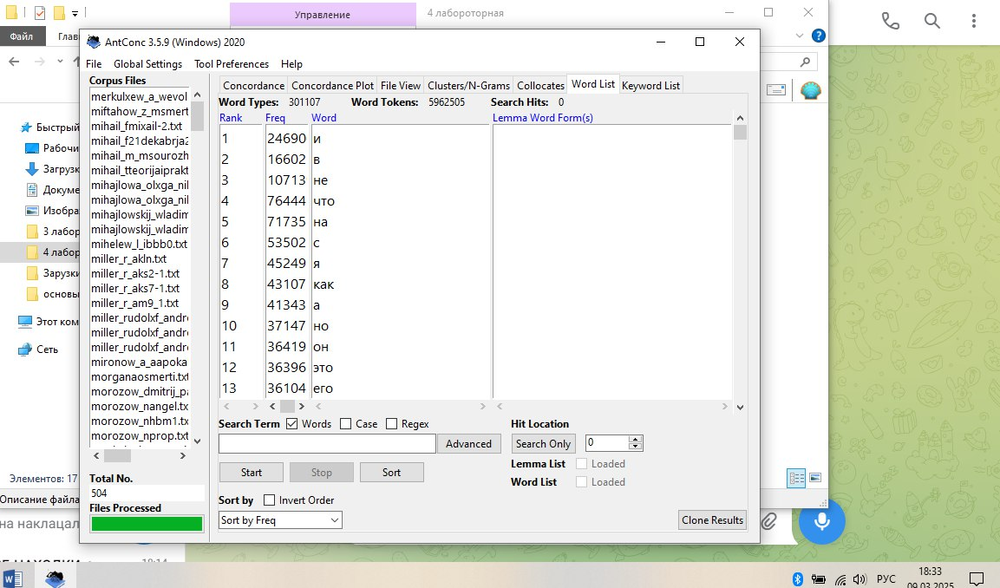 Управление
4 лабороторная
Файл
Глав
AntConc 3.5.9 (Windows) 2020
File Global Settings Tool Preferences Help
Corpus Files
merkulxew_a_wevol
miftahow_z_msmert
mihail_fmixail-2.txt
mihail_f21dekabrja2
mihail_m_msourozh
mihail_tteorijaiprakt
mihajlowa_olxga_nil
mihajlowa_olxga_nil
mihajlowskij_wladim
mihajlowskij_wladim
mihelew_l_ibbb0.txt
miller_r_akln.txt
miller_r_aks2-1.txt
miller_r_aks7-1.txt
miller_r_am9_1.txt
miller_rudolxf_andre
miller_rudolxf_andre
miller_rudolxf_andre
mironow_a_aapoka
morganaosmerti.txt
morozow_dmitrij_pa
morozow_nangel.tx
morozow_nhbm1.tx
morozow_nprop.txt
Total No.
504
Files Processed
Concordance Concordance Plot File View Clusters/N-Grams Collocates Word List Keyword List
Word Types: 301107 Word Tokens: 5962505 Search Hits: 0
Rank Freq Word Lemma Word Form(s)
1 24690 и
2 16602 в
3 10713 не
4 76444 что
5 71735 на
6 53502 с
7 45249 я
8 43107 как
9 41343 а
10 37147 но
11 36419 он
12 36396 это
13 36104 его
Search Term Words Case Regex Hit Location
Advanced Search Only 0
Start Stop Sort
Lemma List Loaded
Word List Loaded
Sort by Invert Order
Sort by Freq
Clone Results
Быстрый
Рабочи
Загрузк
Докуме
Изобра
3 лабор
4 лабор
Зарузки
основы
Этот ком
Сеть
Элементов: 17
Описание файла
на наклацал
18:14
РУС
18:33
09.03.2025